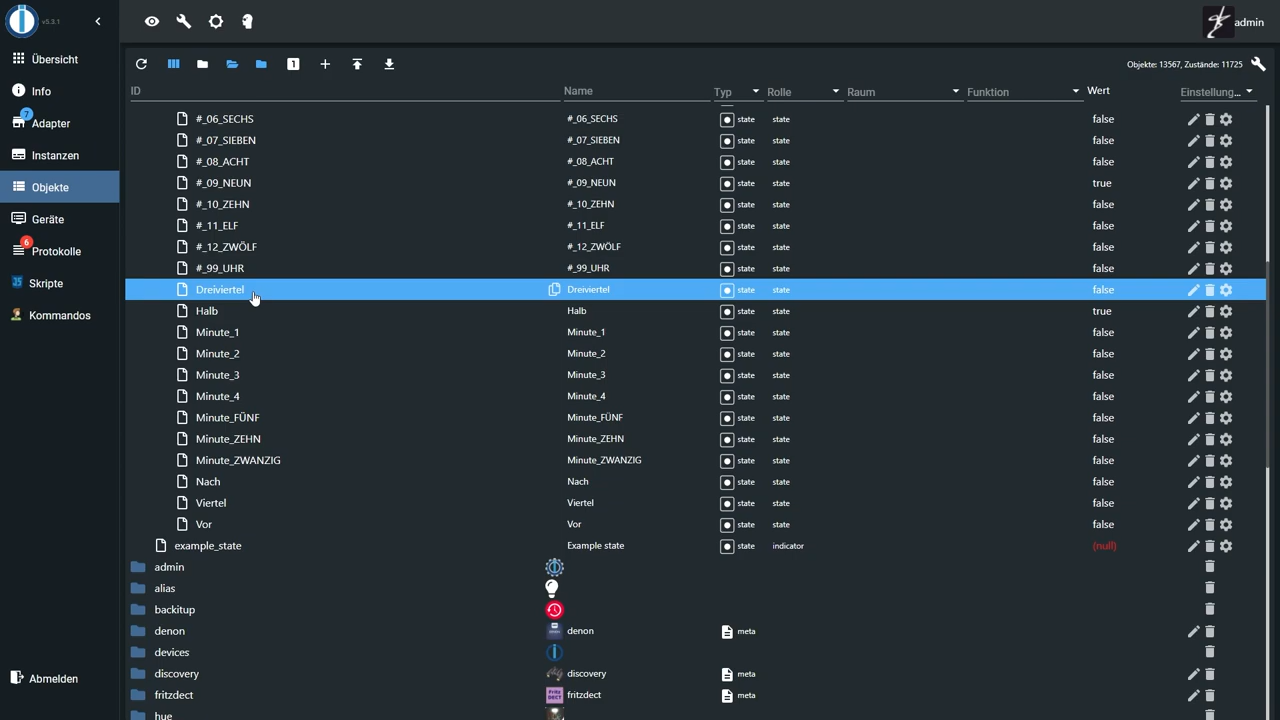 v5.3.1
admin
Übersicht
Info
7
Adapter
Instanzen
Objekte
Geräte
6
Protokolle
Skripte
Kommandos
Abmelden
1
Objekte: 13567, Zustände: 11725
ID Name Typ Rolle Raum Funktion Wert Einstellung...
#_06_SECHS #_06_SECHS state state false
#_07_SIEBEN #_07_SIEBEN state state false
#_08_ACHT #_08_ACHT state state false
#_09_NEUN #_09_NEUN state state true
#_10_ZEHN #_10_ZEHN state state false
#_11_ELF #_11_ELF state state false
#_12_ZWÖLF #_12_ZWÖLF state state false
#_99_UHR #_99_UHR state state false
Dreiviertel Dreiviertel state state false
Halb Halb state state true
Minute_1 Minute_1 state state false
Minute_2 Minute_2 state state false
Minute_3 Minute_3 state state false
Minute_4 Minute_4 state state false
Minute_FÜNF Minute_FÜNF state state false
Minute_ZEHN Minute_ZEHN state state false
Minute_ZWANZIG Minute_ZWANZIG state state false
Nach Nach state state false
Viertel Viertel state state false
Vor Vor state state false
example_state Example state state indicator (null)
admin
alias
backitup
denon denon meta
devices
discovery discovery meta
fritzdect fritzdect meta
hue